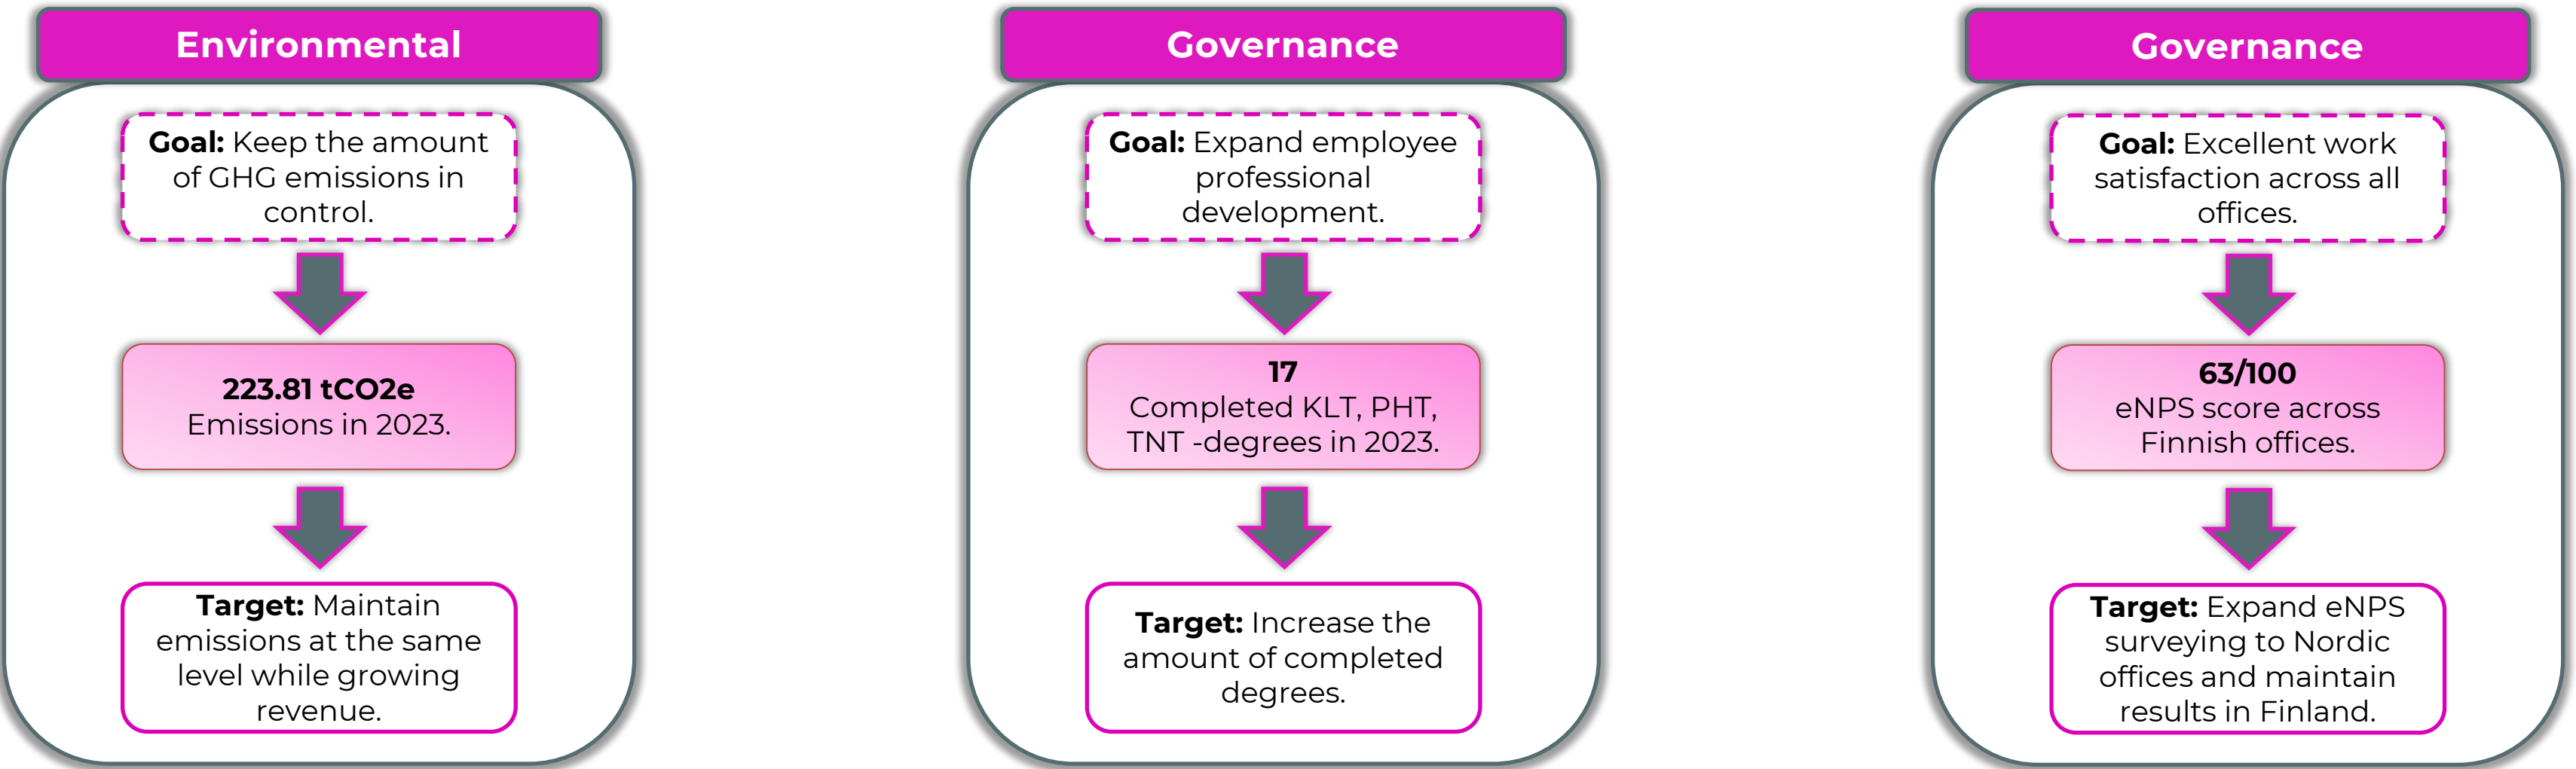 Environmental
Goal: Keep the amount
of GHG emissions in
control.
223.81 tCO2e
Emissions in 2023.
Target: Maintain
emissions at the same
level while growing
revenue.
Governance
Goal: Expand employee
professional
development.
17
Completed KLT, PHT,
TNT -degrees in 2023.
Target: Increase the
amount of completed
degrees.
Governance
Goal: Excellent work
satisfaction across all
offices.
63/100
eNPS score across
Finnish offices.
Target: Expand eNPS
surveying to Nordic
offices and maintain
results in Finland.